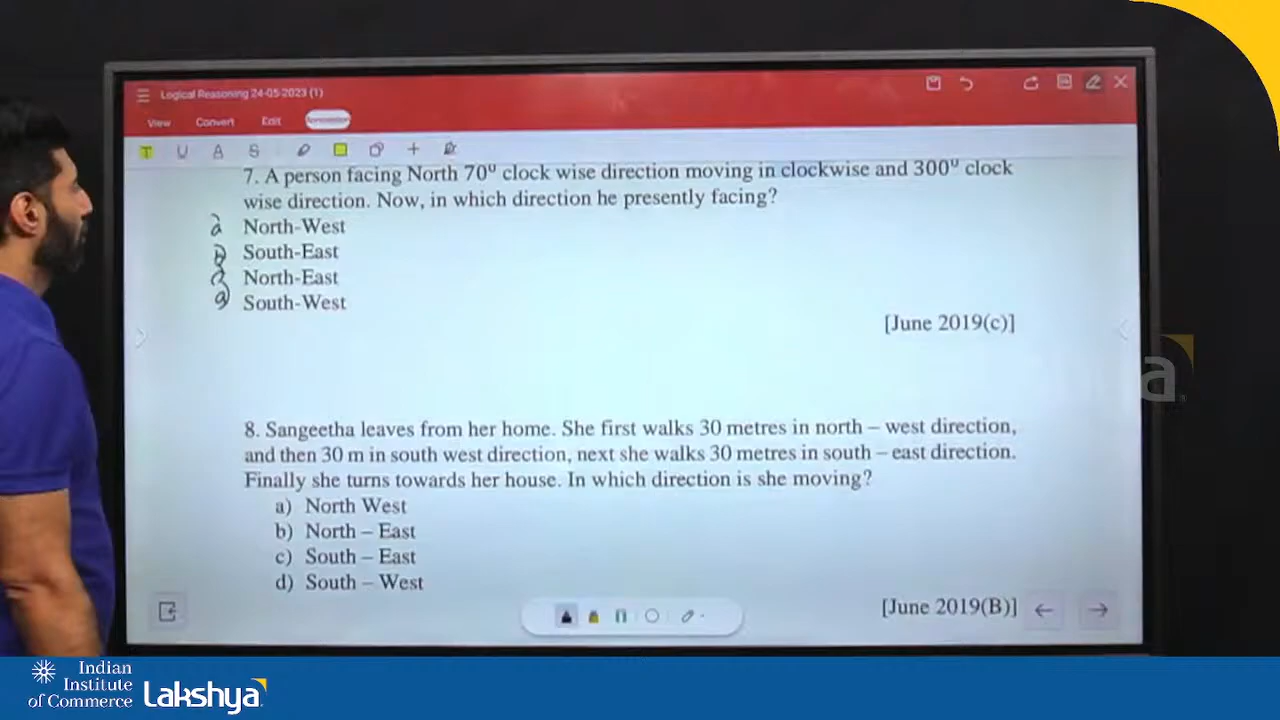 Logical Reasoning 24-05-2023 (1)
View Convert Edit
7. A person facing North 70⁰ clock wise direction moving in clockwise and 300⁰ clock
wise direction. Now, in which direction he presently facing?
North-West
South-East
North-East
South-West
[June 2019(c)]
8. Sangeetha leaves from her home. She first walks 30 metres in north – west direction,
and then 30 m in south west direction, next she walks 30 metres in south – east direction.
Finally she turns towards her house. In which direction is she moving?
a) North West
b) North – East
c) South – East
d) South – West
[June 2019(B)]
Indian
Institute
of Commerce
Lakshya